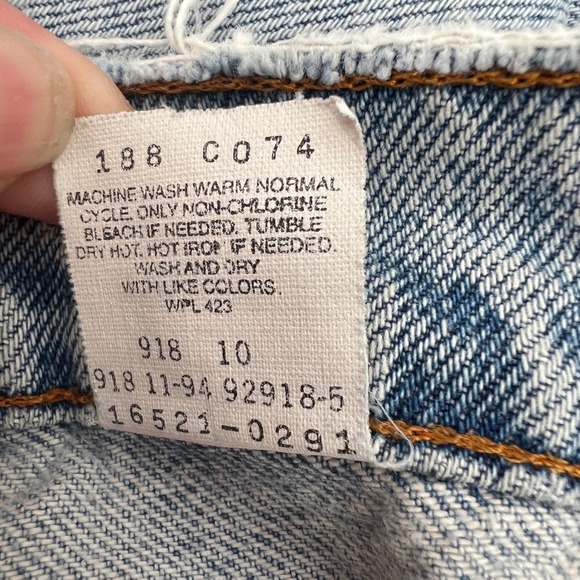 188 C074
MACHINE WASH WARM NORMAL
CYCLE. ONLY NON-CHLORINE
BLEACH IF NEEDED. TUMBLE
DRY HOT. HOT IRON IF NEEDED.
WASH AND DRY
WITH LIKE COLORS.
WPL 423
918 10
918 11-94 92918-5
16521-0291